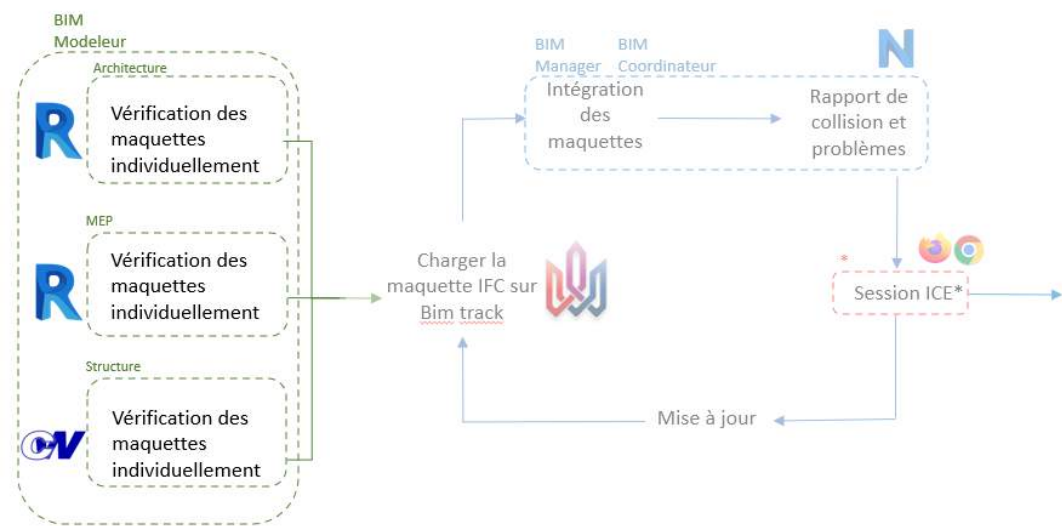 BIM
Modeleur
Architecture
Vérification des
maquettes
individuellement
MEP
Vérification des
maquettes
individuellement
Structure
CN
Vérification des
maquettes
individuellement
Charger la
maquette IFC sur
Bim track
BIM
Manager
BIM
Coordinateur
Intégration
des
maquettes
N
Rapport de
collision et
problèmes
*
Session ICE*
Mise à jour